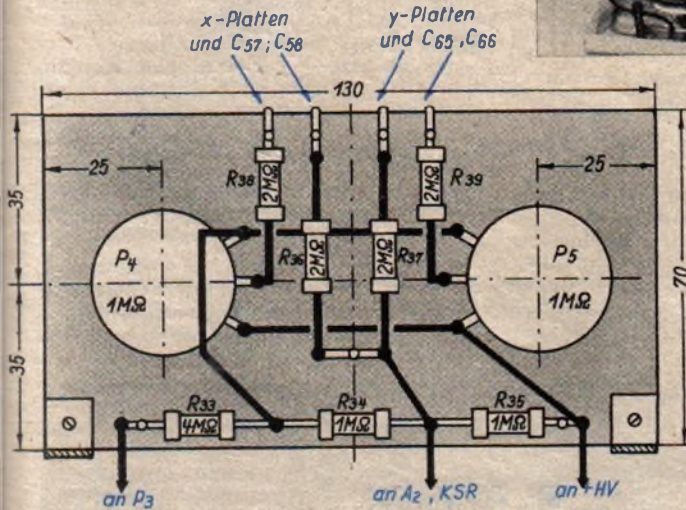 x-Platten
und C57; C58
y-Platten
und C65, C66
130
25
25
35
35
70
R38
2MΩ
2MΩ
R39
R36
2MΩ
2MΩ
R37
P4
1MΩ
P5
1MΩ
R33
4MΩ
R34
1MΩ
R35
1MΩ
an P3
an A2, KSR
an +HV